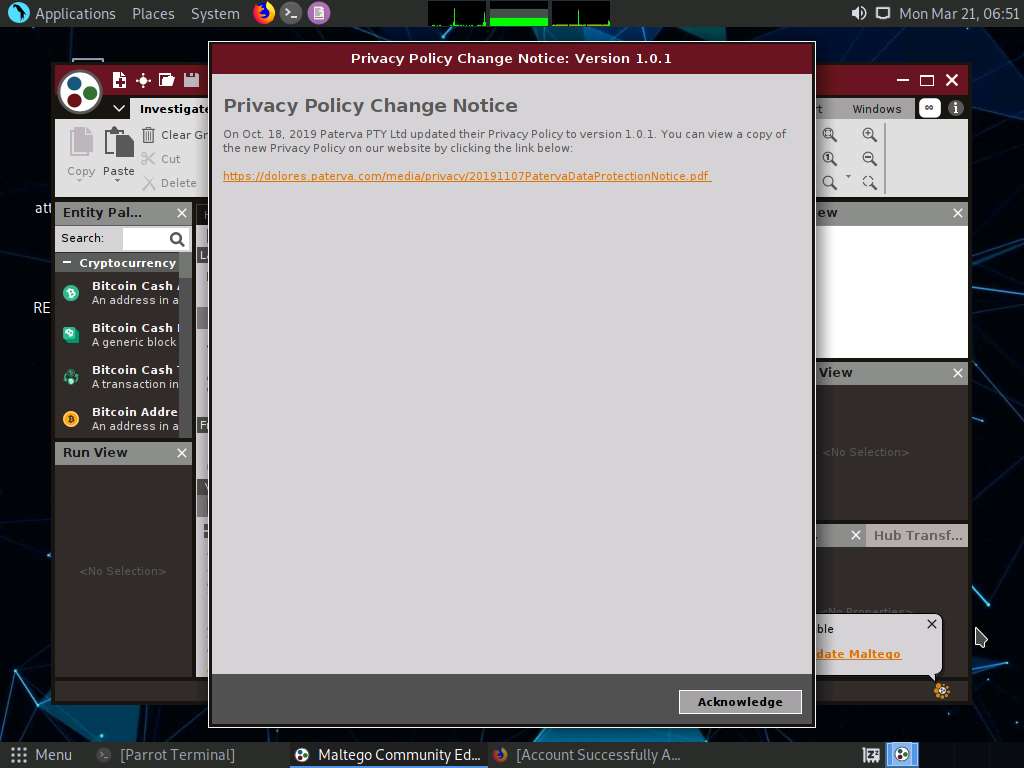 Applications Places System
Mon Mar 21, 06:51
Privacy Policy Change Notice: Version 1.0.1
Investigate
Windows
Copy
Paste
Clear Gr
Cut
Delete
Privacy Policy Change Notice
On Oct. 18, 2019 Paterva PTY Ltd updated their Privacy Policy to version 1.0.1. You can view a copy of
the new Privacy Policy on our website by clicking the link below:
https://dolores.paterva.com/media/privacy/20191107PatervaDataProtectionNotice.pdf
att
RE
Entity Pal...
Search:
Cryptocurrency
Bitcoin Cash
An address in a
Bitcoin Cash
A generic block
Bitcoin Cash
A transaction in
Bitcoin Addre
An address in a
Run View
<No Selection>
ew
View
<No Selection>
Hub Transf...
<No Properties>
ble
date Maltego
Acknowledge
Menu
[Parrot Terminal]
Maltego Community Ed...
[Account Successfully A...